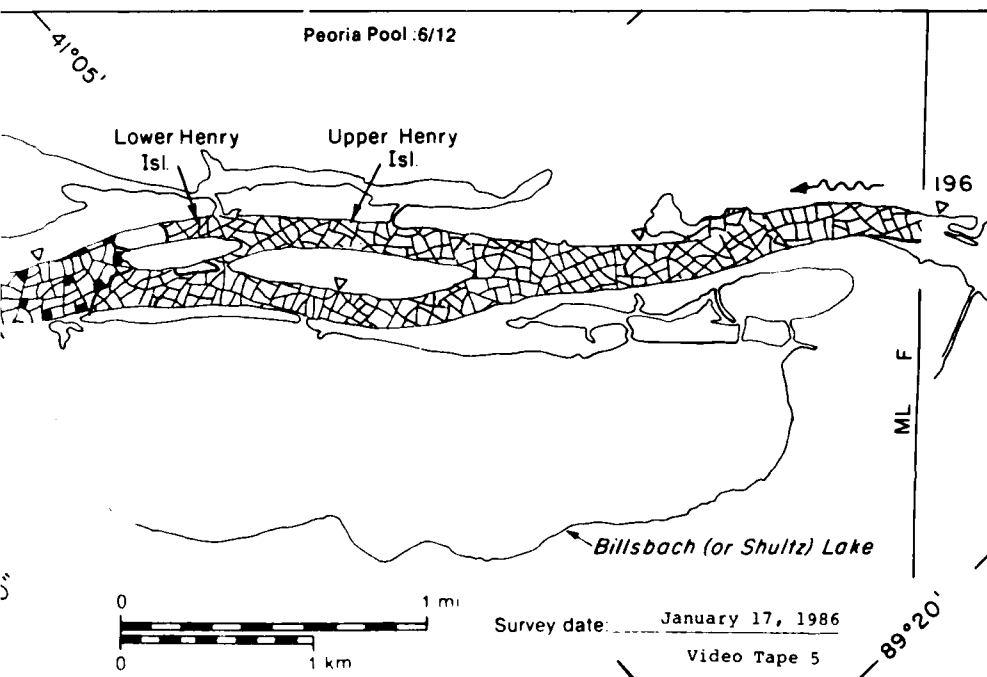 Peoria Pool :6/12
41°05'
Lower Henry
Isl.
Upper Henry
Isl.
196
F
ML
Billsbach (or Shultz) Lake
0
1 mi
0
1 km
Survey date: January 17, 1986
Video Tape 5
89°20'